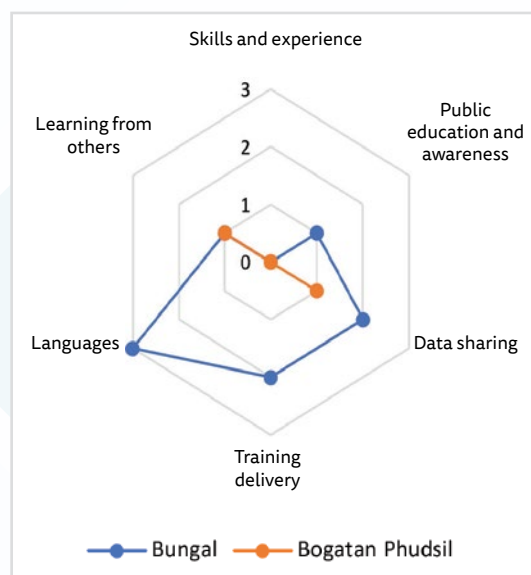 Skills and experience
3
2
1
0
Public
education and
awareness
Data sharing
Training
delivery
Languages
Learning from
others
Bungal
Bogatan Phudsil